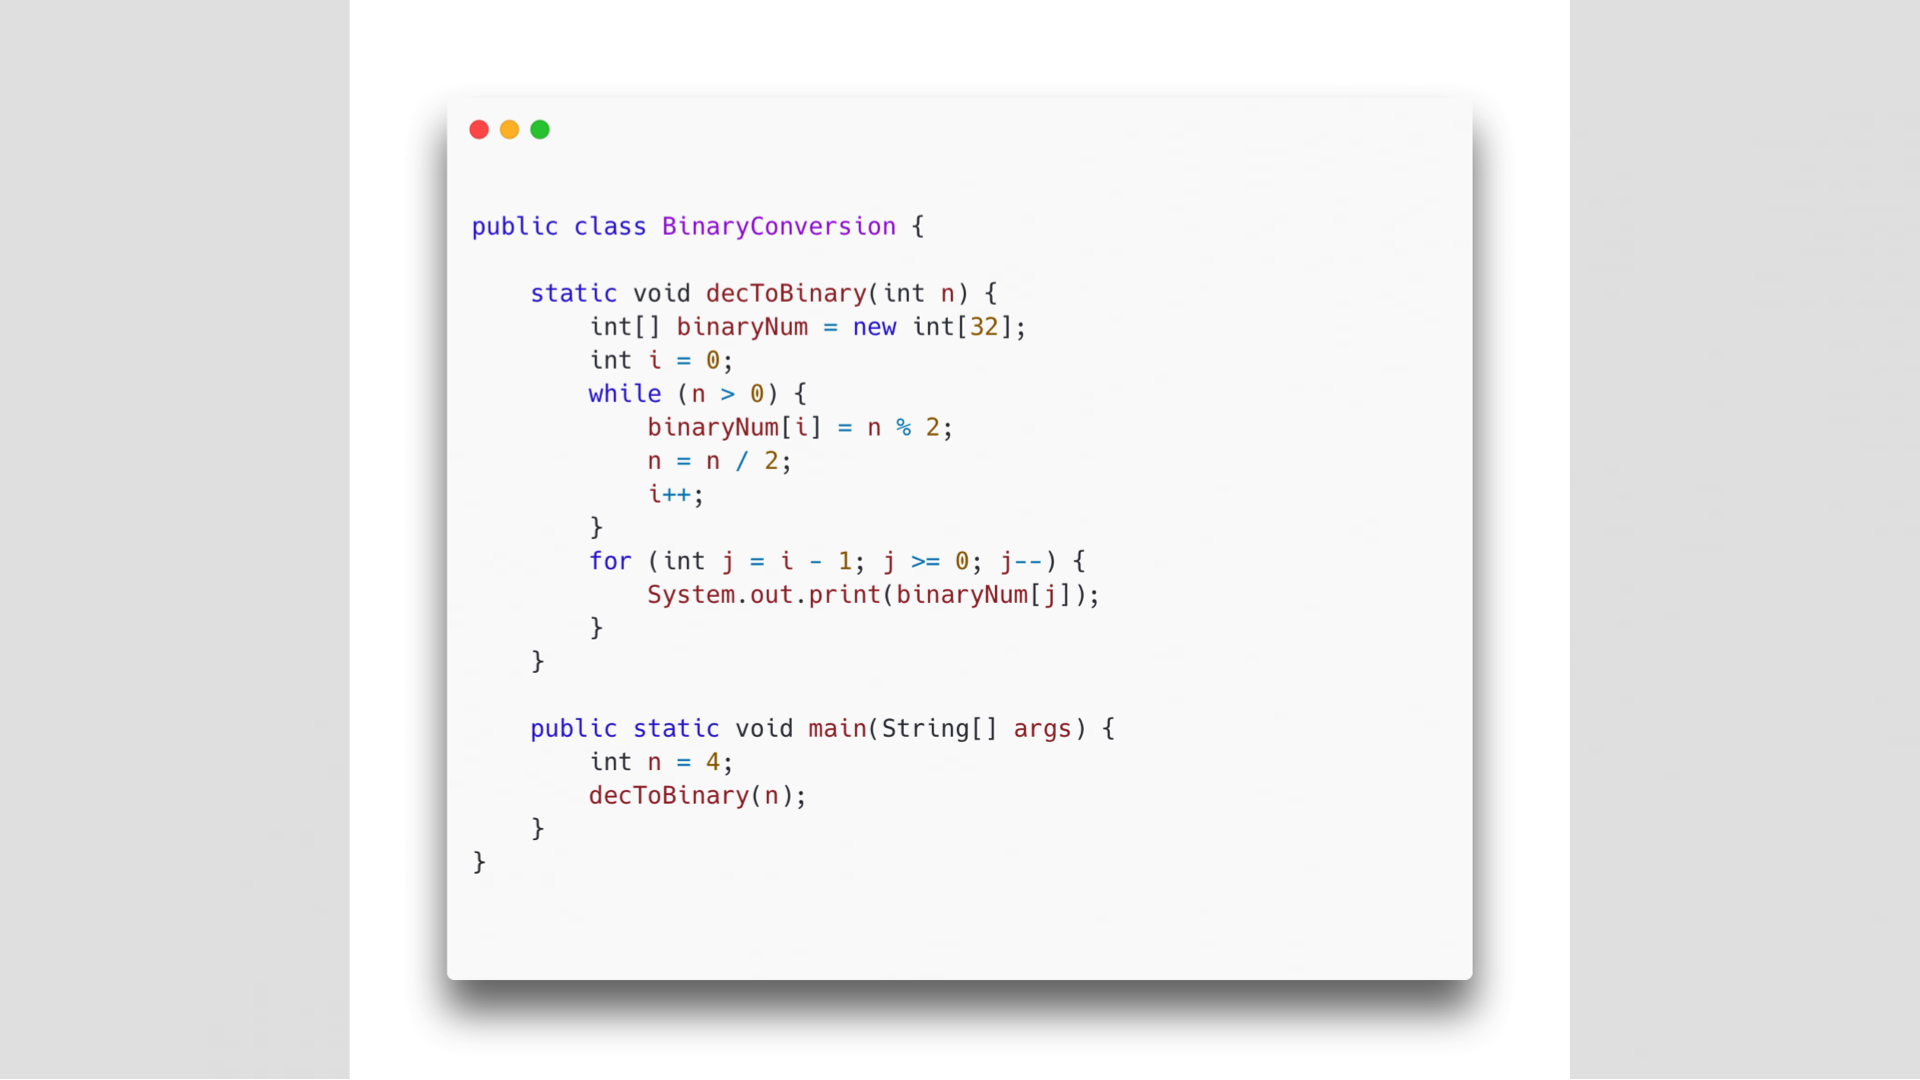 public class BinaryConversion {
static void decToBinary(int n) {
int[] binaryNum = new int[32];
int i = 0;
while (n > 0) {
binaryNum[i] = n % 2;
n = n / 2;
i++;
}
for (int j = i - 1; j >= 0; j--) {
System.out.print(binaryNum[j]);
}
}
public static void main(String[] args) {
int n = 4;
decToBinary(n);
}
}